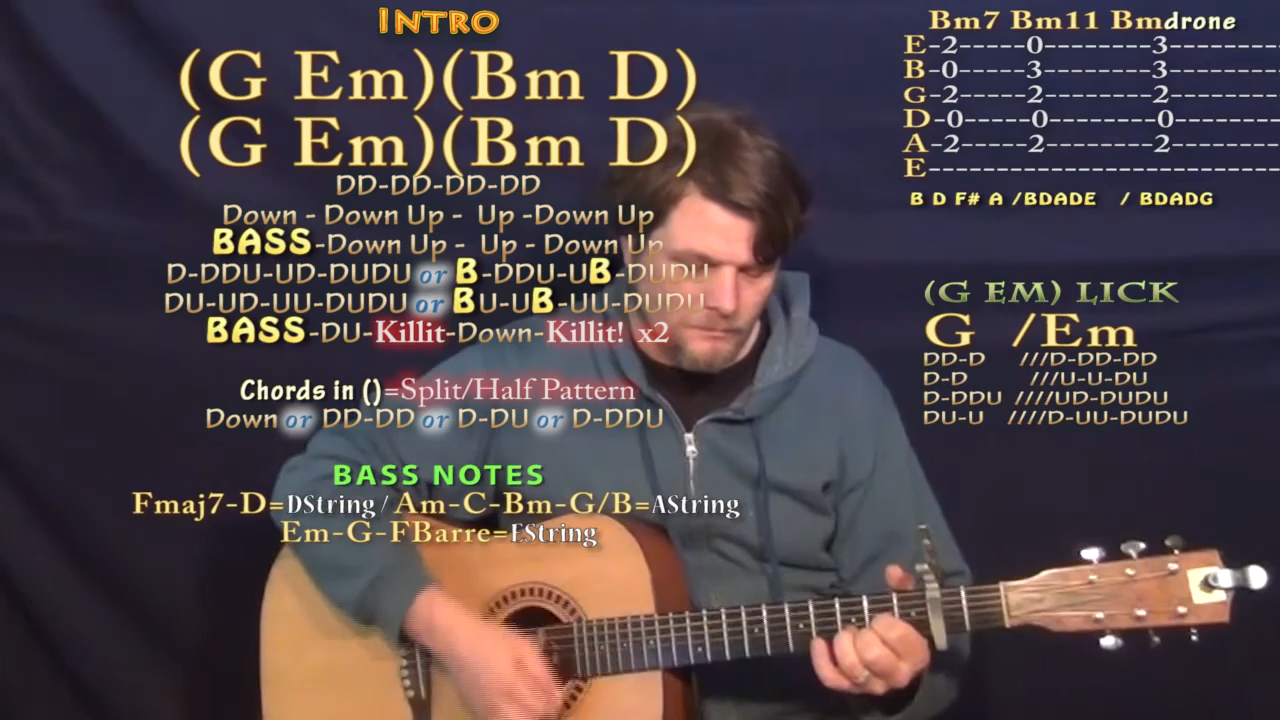 INTRO
(G Em)(Bm D)
(G Em)(Bm D)
DD-DD-DD-DD
Down - Down Up - Up -Down Up
BASS-Down Up - Up - Down Up
D-DDU-UD-DUDU or B-DDU-UB-DUDU
DU-UD-UU-DUDU or BU-UB-UU-DUDU
BASS-DU-Killit-Down-Killit! x2
Chords in ()=Split/Half Pattern
Down or DD-DD or D-DU or D-DDU
BASS NOTES
Fmaj7-D=DString / Am-C-Bm-G/B=AString
Em-G-FBarre=EString
Bm7 Bm11 Bmdrone
E-2-----0------3--------
B-0-----3------3--------
G-2-----2------2--------
D-0-----0------0--------
A-2-----2------2--------
E-----------------------
B D F# A /BDADE / BDADG
(G EM) LICK
G /Em
DD-D ///D-DD-DD
D-D ///U-U-DU
D-DDU ////UD-DUDU
DU-U ////D-UU-DUDU